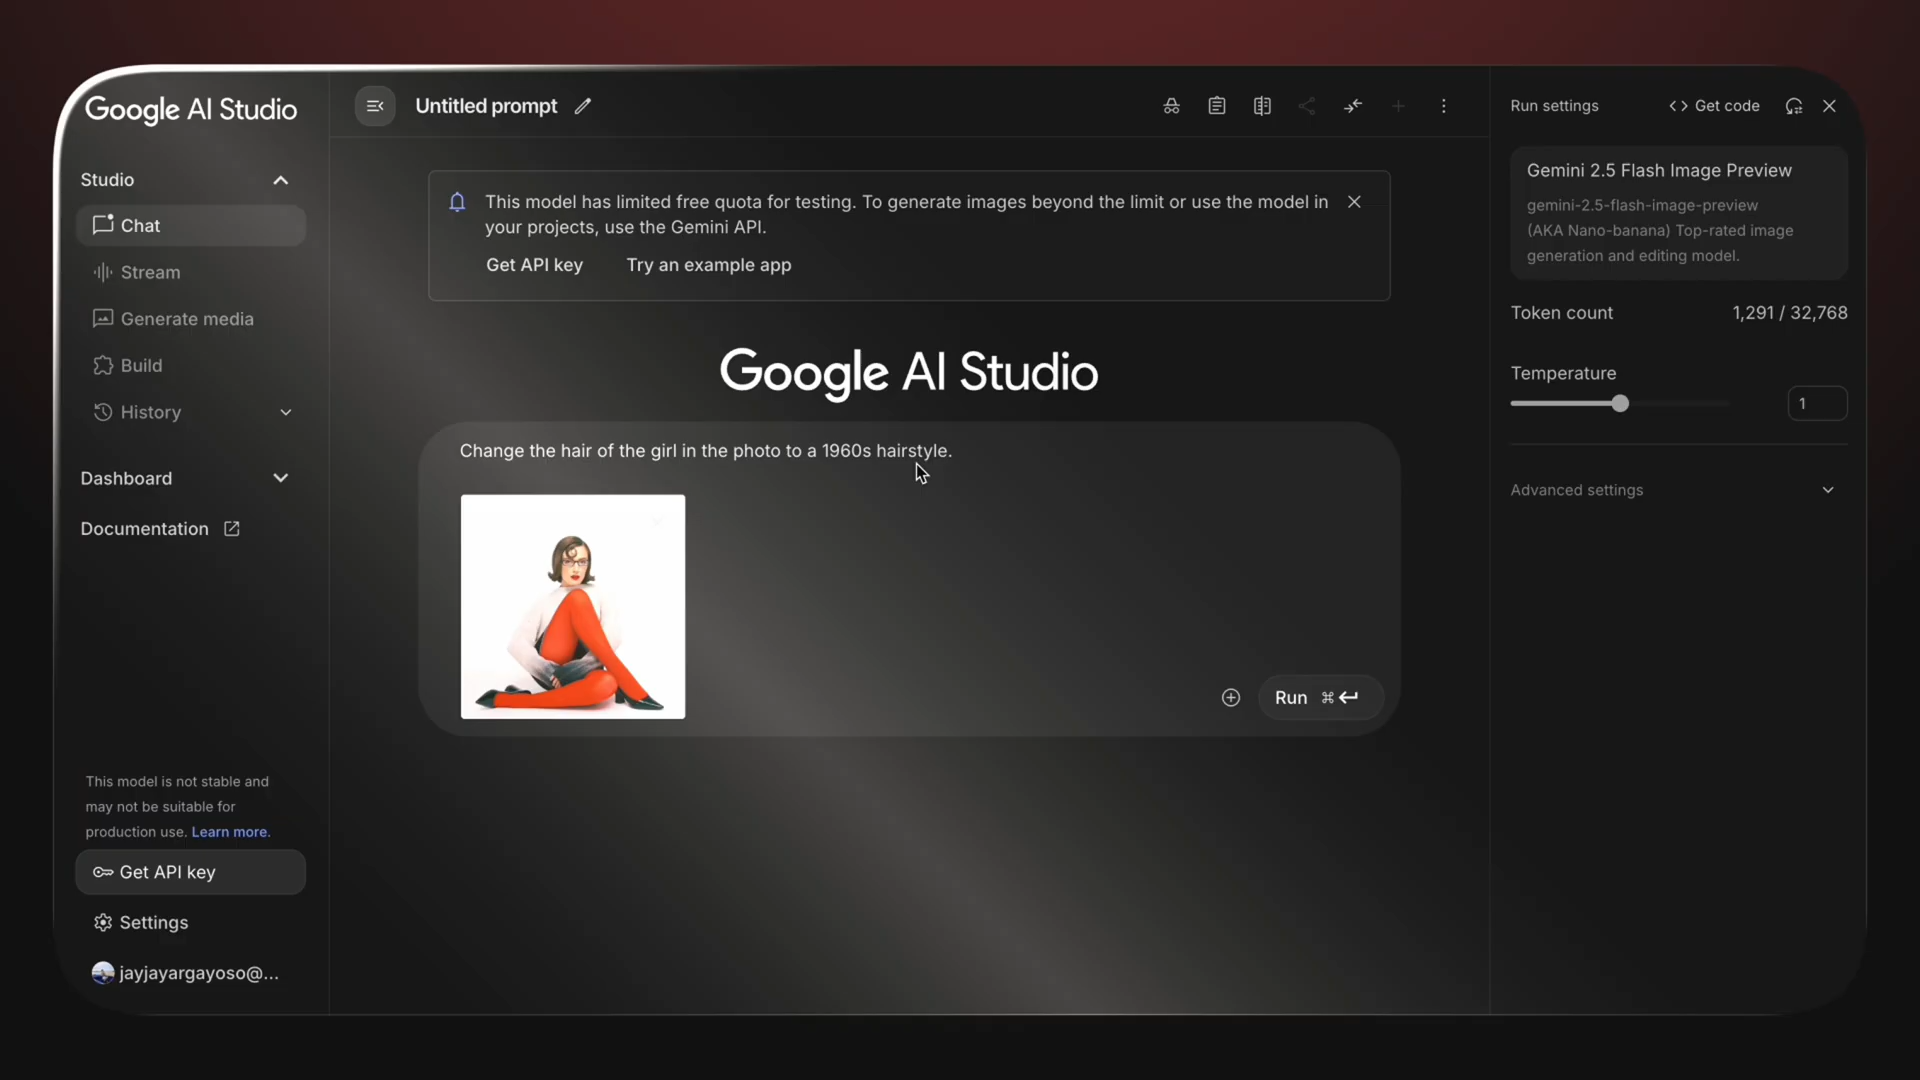 Google AI Studio
Studio
Chat
Stream
Generate media
Build
History
Dashboard
Documentation
This model is not stable and
may not be suitable for
production use. Learn more.
Get API key
Settings
jayjayargayoso@...
Untitled prompt
This model has limited free quota for testing. To generate images beyond the limit or use the model in
your projects, use the Gemini API.
Get API key Try an example app
Google AI Studio
Change the hair of the girl in the photo to a 1960s hairstyle.
Run ⌘
Run settings
Get code
Gemini 2.5 Flash Image Preview
gemini-2.5-flash-image-preview
(AKA Nano-banana) Top-rated image
generation and editing model.
Token count 1,291 / 32,768
Temperature
1
Advanced settings